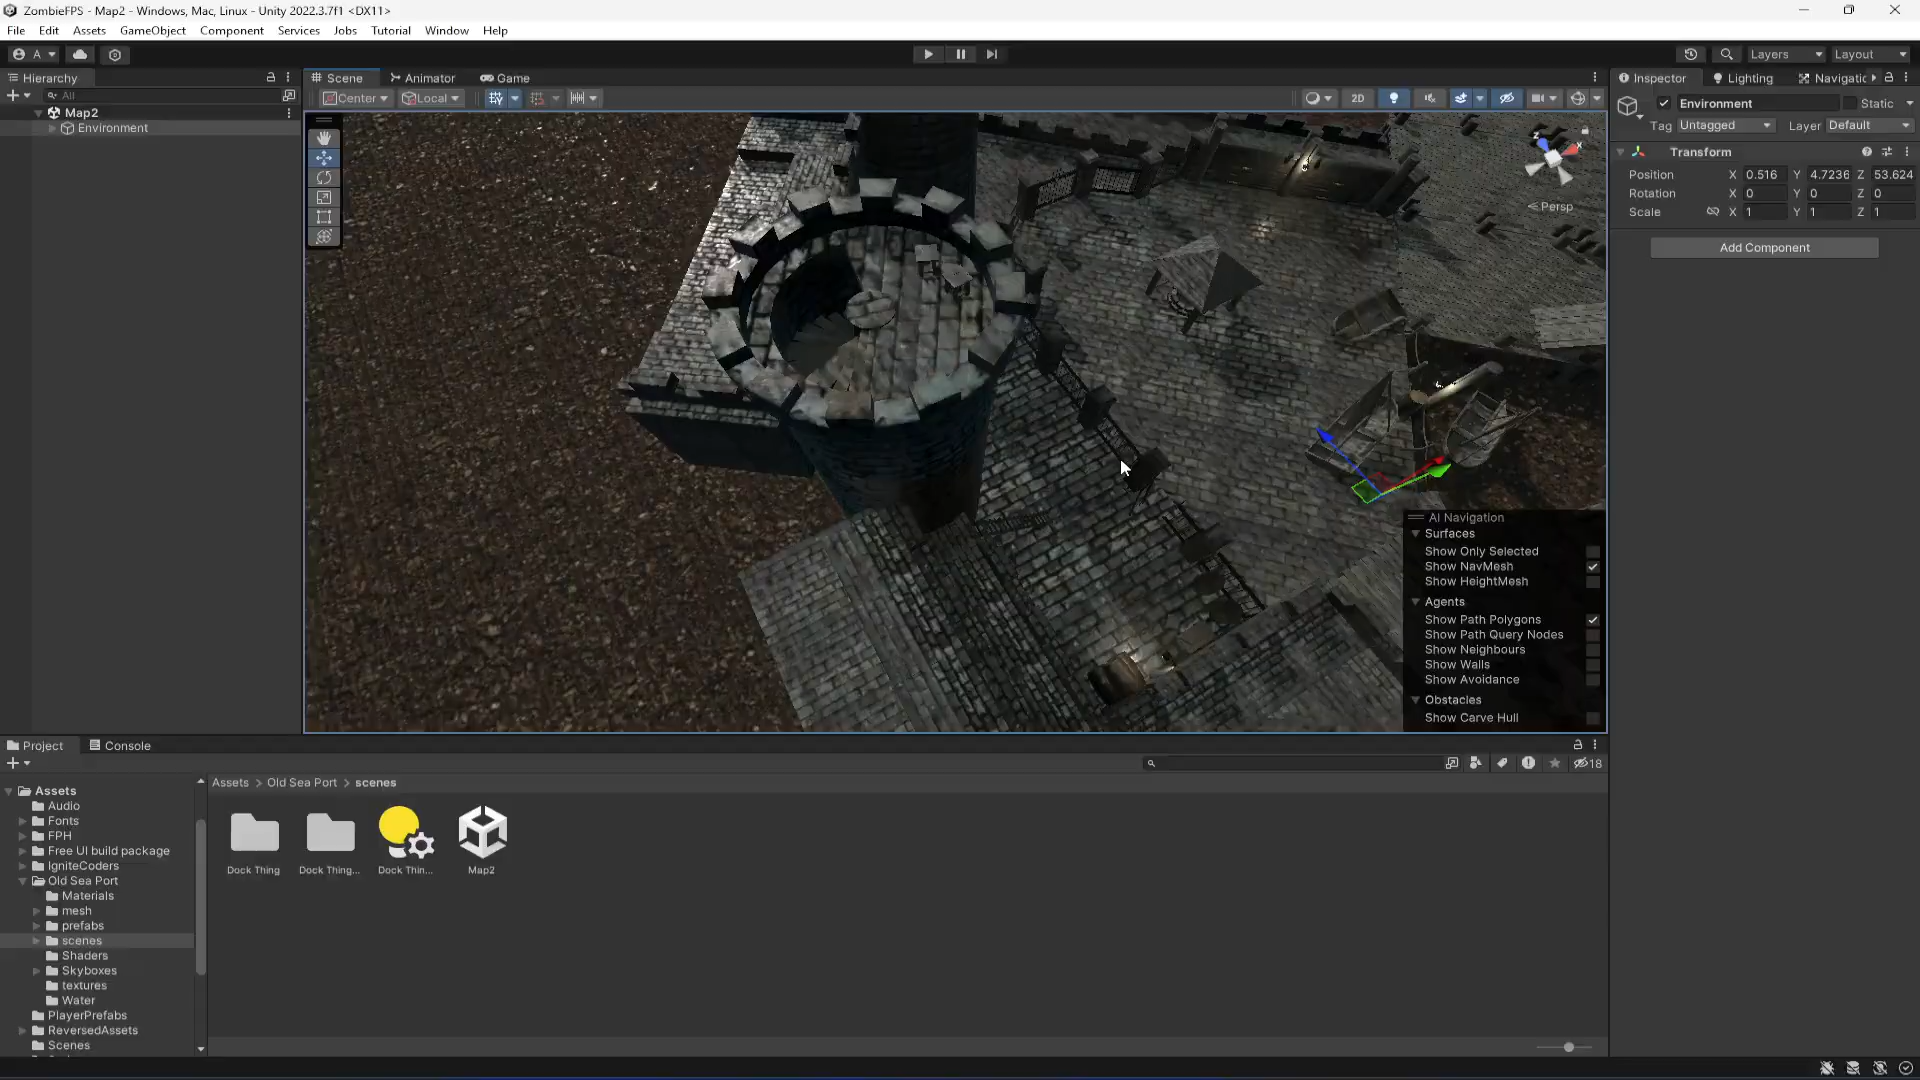 ZombieFPS - Map2 - Windows, Mac, Linux - Unity 2022.3.7f1 <DX11>
File Edit Assets GameObject Component Services Jobs Tutorial Window Help
A Layers Layout
Hierarchy
All
Map2
Environment
Scene Animator Game
Center Local 2D
z x
Persp
AI Navigation
Surfaces
Show Only Selected
Show NavMesh
Show HeightMesh
Agents
Show Path Polygons
Show Path Query Nodes
Show Neighbours
Show Walls
Show Avoidance
Obstacles
Show Carve Hull
Inspector Lighting Navigatic
Environment Static
Tag Untagged Layer Default
Transform
Position X 0.516 Y 4.7236 Z 53.624
Rotation X 0 Y 0 Z 0
Scale X 1 Y 1 Z 1
Add Component
Project Console
18
Assets
Audio
Fonts
FPH
Free UI build package
IgniteCoders
Old Sea Port
Materials
mesh
prefabs
scenes
Shaders
Skyboxes
textures
Water
PlayerPrefabs
ReversedAssets
Scenes
Assets > Old Sea Port > scenes
Dock Thing Dock Thing... Dock Thin... Map2